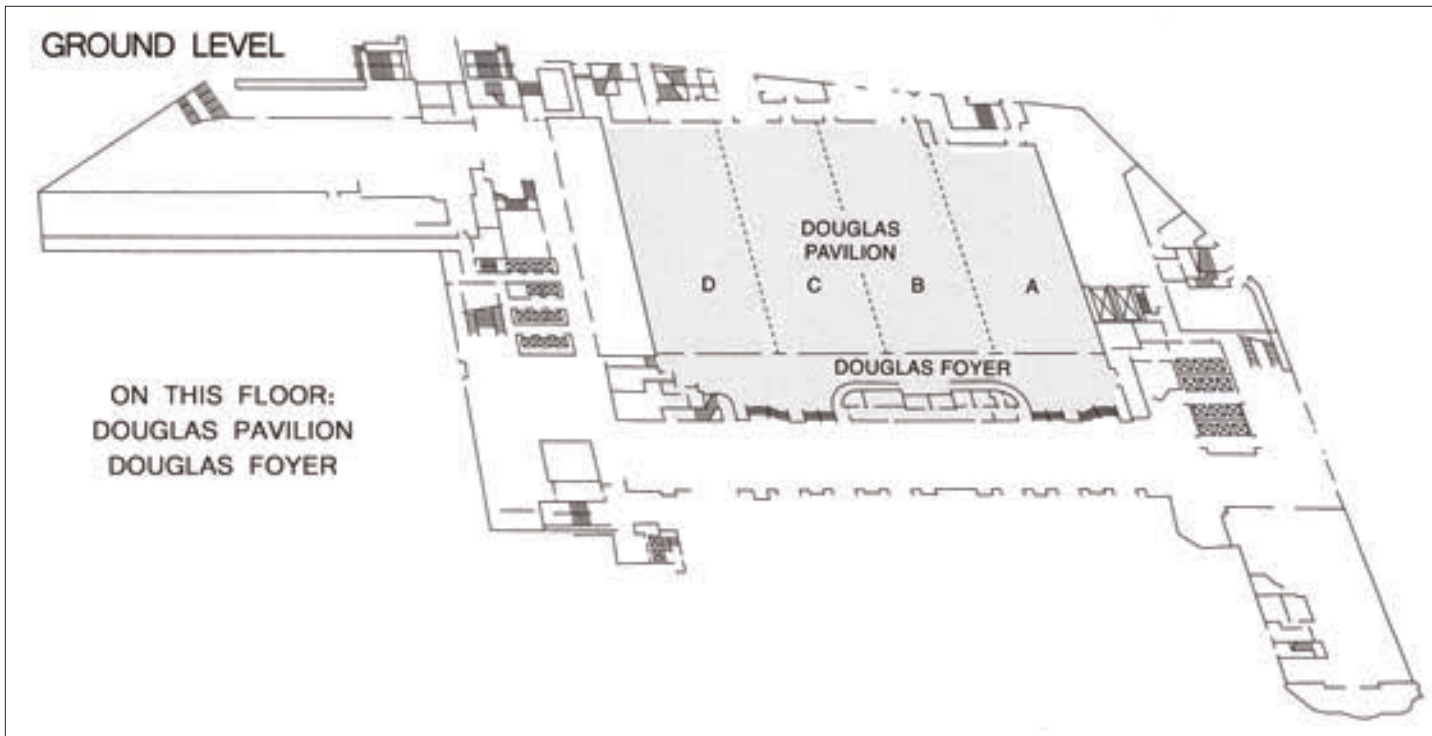 GROUND LEVEL
DOUGLAS
PAVILION
D
C
B
A
DOUGLAS FOYER
ON THIS FLOOR:
DOUGLAS PAVILION
DOUGLAS FOYER